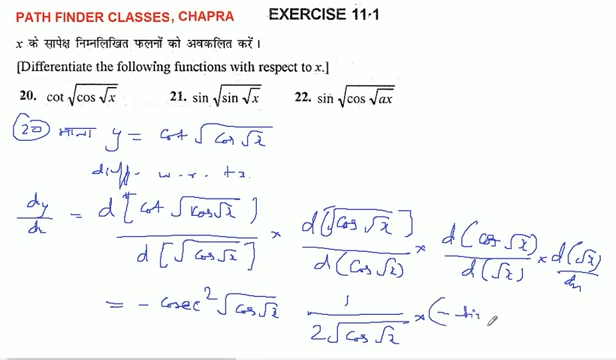 PATH FINDER CLASSES, CHAPRA EXERCISE 11·1
x के सापेक्ष निम्नलिखित फलनों को अवकलित करें ।
[Differentiate the following functions with respect to x.]
20. cot √(cos √x) 21. sin √(sin √x) 22. sin √(cos √(ax))
(20) माना y = cot √(cos √x)
diff. w. r. to x.
dy/dx = d[cot √(cos √x)]/d[√(cos √x)] × d[√(cos √x)]/d(cos √x) × d(cos √x)/d(√x) × d(√x)/dx
= - cosec² √(cos √x) 1/(2√(cos √x)) × (- sin